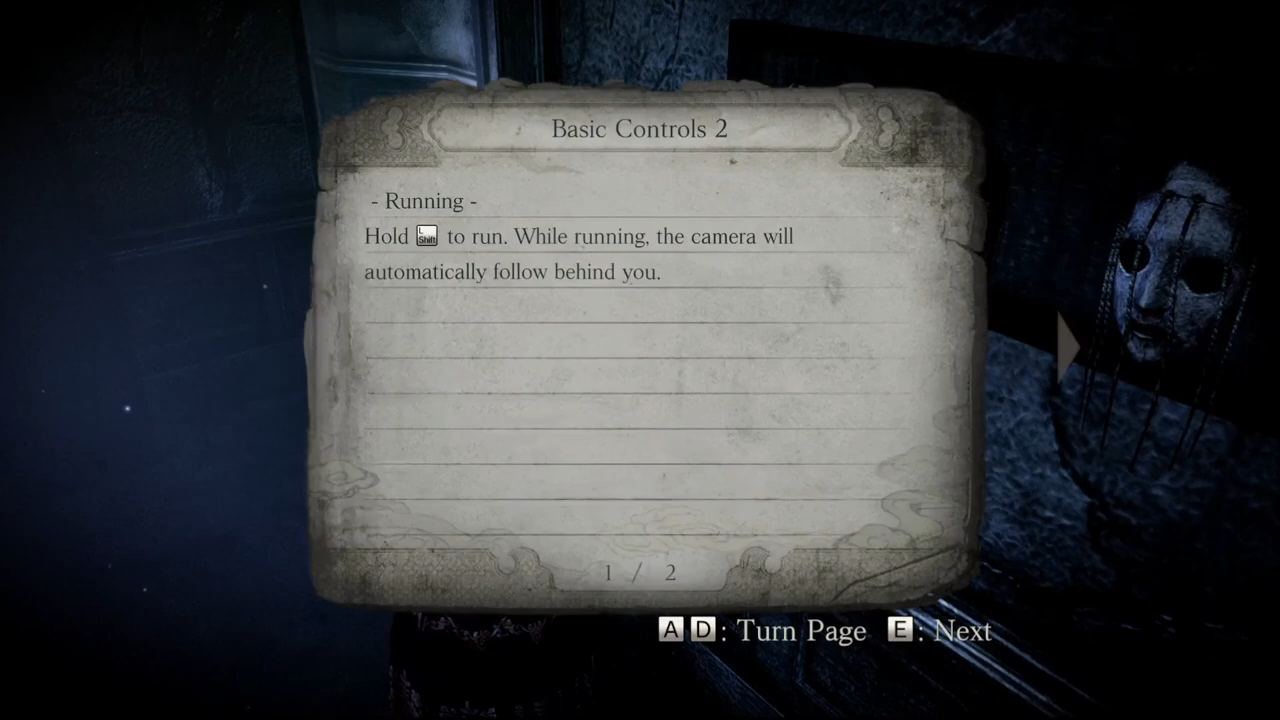 Basic Controls 2
- Running -
Hold L Shift to run. While running, the camera will
automatically follow behind you.
1 / 2
A D : Turn Page E : Next